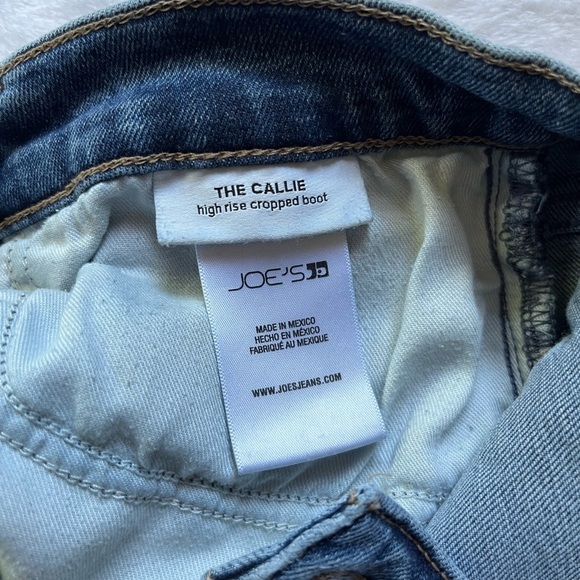 THE CALLIE
high rise cropped boot
JOE'S
MADE IN MEXICO
HECHO EN MÉXICO
FABRIQUÉ AU MEXIQUE
WWW.JOESJEANS.COM